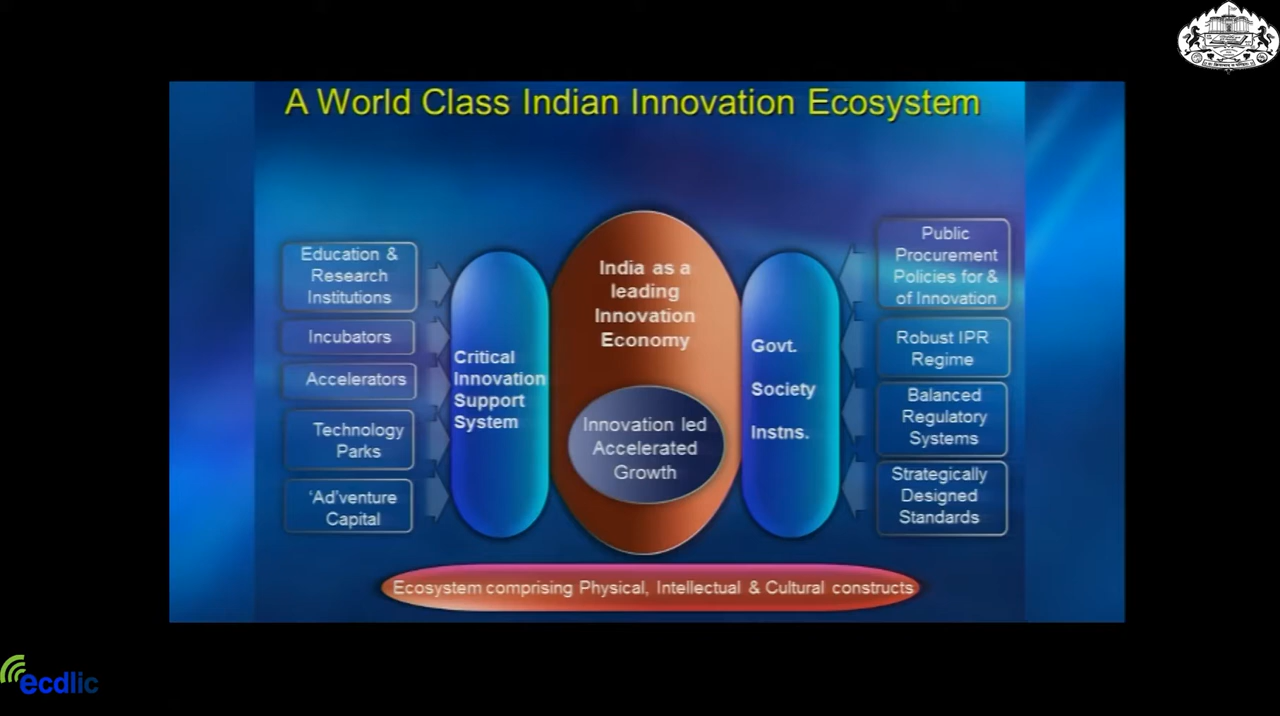 A World Class Indian Innovation Ecosystem
Education &
Research
Institutions
Incubators
Accelerators
Technology
Parks
‘Ad’venture
Capital
Critical
Innovation
Support
System
India as a
leading
Innovation
Economy
Innovation led
Accelerated
Growth
Govt.
Society
Instns.
Public
Procurement
Policies for &
of Innovation
Robust IPR
Regime
Balanced
Regulatory
Systems
Strategically
Designed
Standards
Ecosystem comprising Physical, Intellectual & Cultural constructs
ecdlic